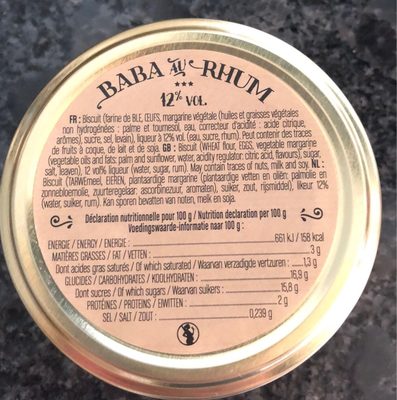 BABA AU RHUM
12% VOL.
FR : Biscuit (farine de BLÉ, ŒUFS, margarine végétale (huiles et graisses végétales
non hydrogénées : palme et tournesol, eau, correcteur d'acidité : acide citrique,
arômes), sucre, sel, levain), liqueur à 12% vol. (eau, sucre, rhum). Peut contenir des traces
de fruits à coque, de lait et de soja. GB : Biscuit (WHEAT flour, EGGS, vegetable margarine
(vegetable oils and fats palm and sunflower, water, acidity regulator: citric acid, flavours), sugar,
salt, leaven), 12 vol% liqueur (water, sugar, rum). May contain traces of nuts, milk and soy. NL :
Biscuit (TARWEmeel, EIEREN, plantaardige margarine (plantaardige vetten en oliën: palmolie en
zonnebloemolie, zuurteregelaar: ascorbinezuur, aromaten), suiker, zout, rijsmiddel), likeur 12%
(water, suiker, rum). Kan sporen bevatten van noten, melk en soja.
Déclaration nutritionnelle pour 100 g / Nutrition declaration per 100 g
Voedingswaarde-informatie naar 100 g :
ENERGIE / ENERGY / ENERGIE : 661 kJ / 158 kcal
MATIÈRES GRASSES / FAT / VETTEN : 3 g
Dont acides gras saturés / Of which saturated / Waarvan verzadigde vertzuren : 1,3 g
GLUCIDES / CARBOHYDRATES / KOOLHYDRATEN : 16,9 g
Dont sucres / Of which sugars / Waarvan suikers : 15,8 g
PROTÉINES / PROTEINS / EIWITTEN : 2 g
SEL / SALT / ZOUT : 0,239 g